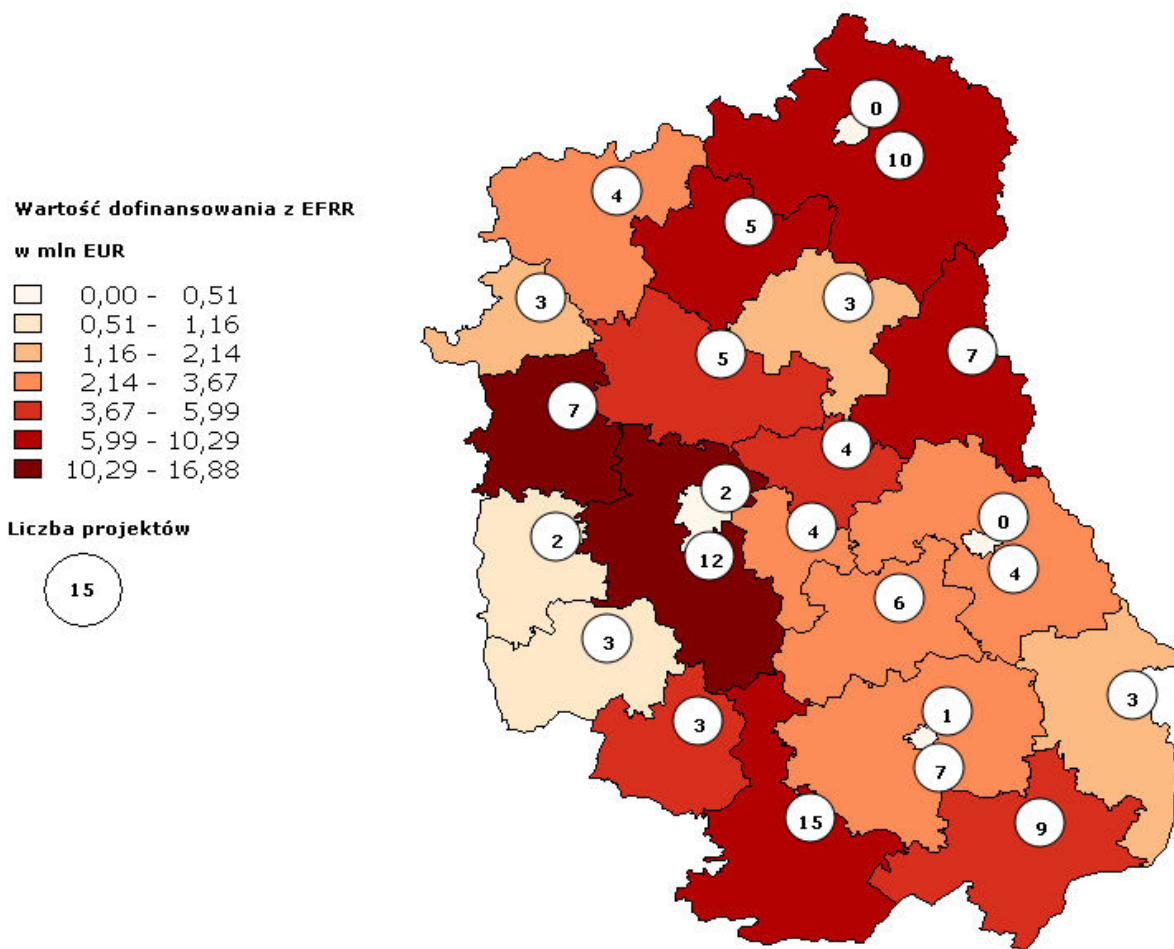 Wartość dofinansowania z EFRR
w mln EUR
0,00 - 0,51
0,51 - 1,16
1,16 - 2,14
2,14 - 3,67
3,67 - 5,99
5,99 - 10,29
10,29 - 16,88
Liczba projektów
15
0
10
4
5
3
3
7
5
7
4
2
0
4
2
12
4
6
3
3
1
3
7
15
9